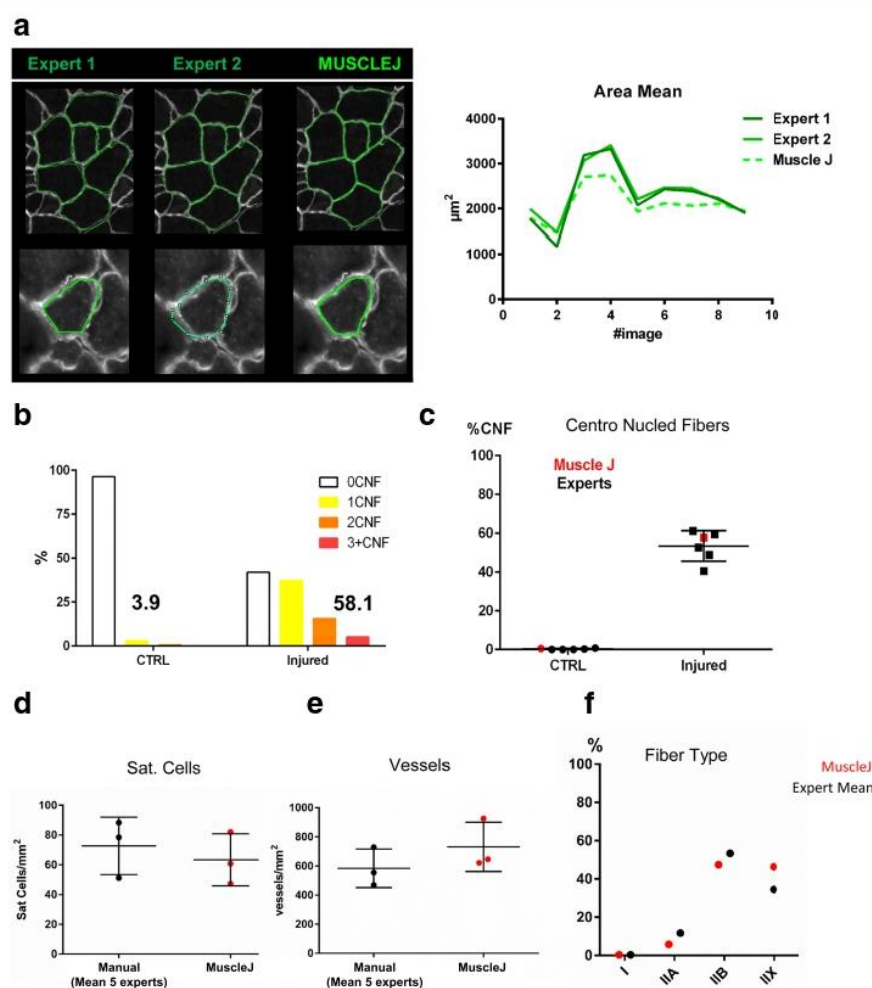 a
Expert 1 Expert 2 MUSCLEJ
Area Mean
4000
3000
2000
1000
0
µm2
0 2 4 6 8 10
#image
Expert 1
Expert 2
Muscle J
b
100
75
50
25
0
%
0CNF
1CNF
2CNF
3+CNF
3.9
58.1
CTRL Injured
c
%CNF Centro Nucled Fibers
100
80
60
40
20
0
Muscle J
Experts
CTRL Injured
d
Sat. Cells
100
80
60
40
20
0
Sat Cells/mm2
Manual MuscleJ
(Mean 5 experts)
e
Vessels
1000
800
600
400
200
0
vessels/mm2
Manual MuscleJ
(Mean 5 experts)
f
% Fiber Type
100
80
60
40
20
0
MuscleJ
Expert Mean
I IIA IIB IIX